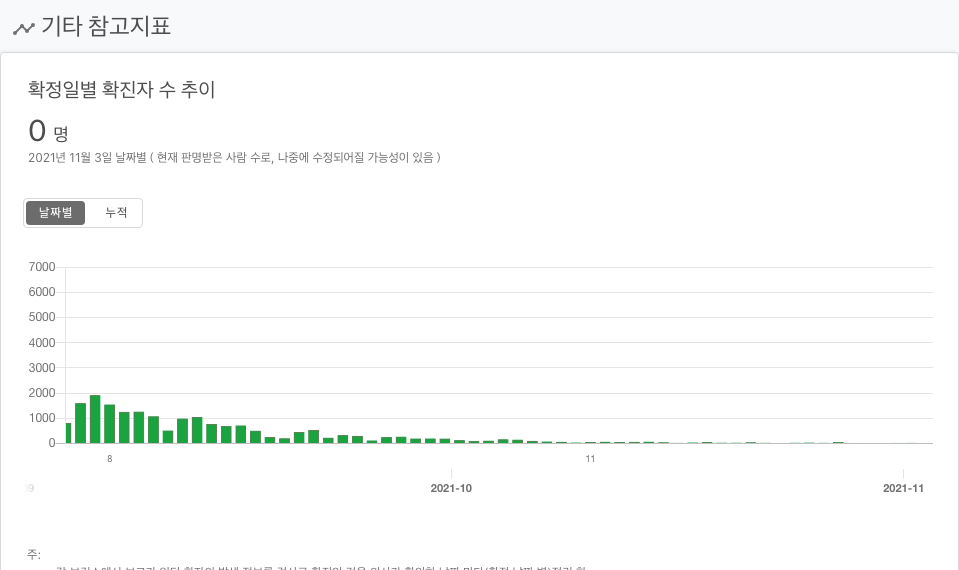 기타 참고지표
확정일별 확진자 수 추이
0 명
2021년 11월 3일 날짜별 ( 현재 판명받은 사람 수로, 나중에 수정되어질 가능성이 있음 )
날짜별 누적
7000
6000
5000
4000
3000
2000
1000
0
8 11
2021-10 2021-11
주: